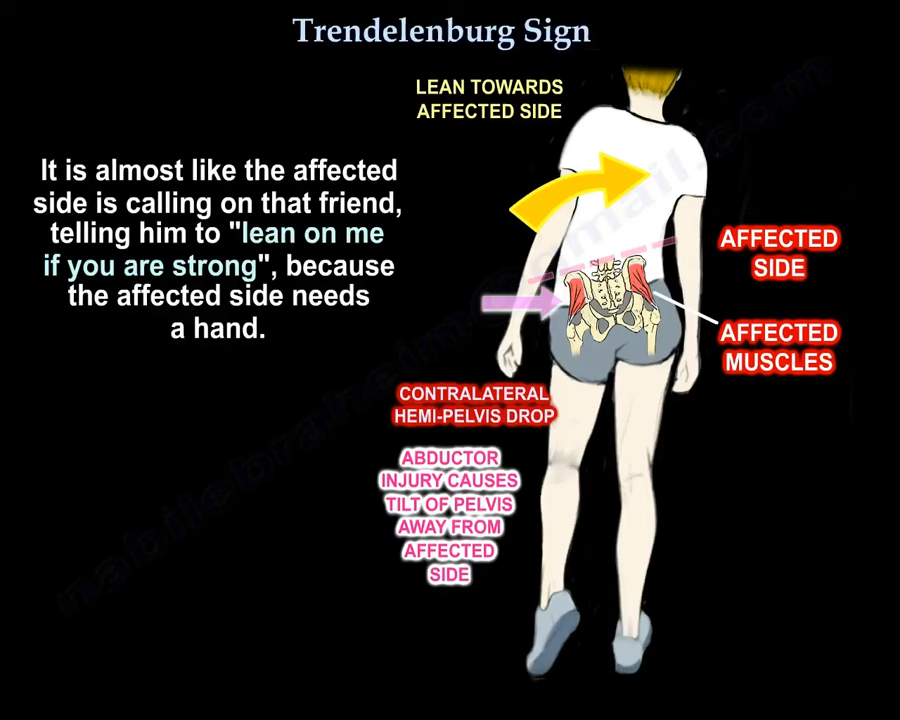 Trendelenburg Sign
LEAN TOWARDS
AFFECTED SIDE
It is almost like the affected
side is calling on that friend,
telling him to "lean on me
if you are strong", because
the affected side needs
a hand.
AFFECTED
SIDE
AFFECTED
MUSCLES
CONTRALATERAL
HEMI-PELVIS DROP
ABDUCTOR
INJURY CAUSES
TILT OF PELVIS
AWAY FROM
AFFECTED
SIDE